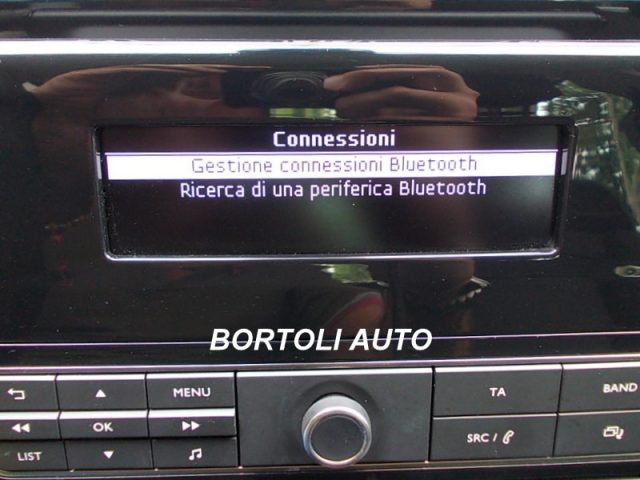 Connessioni
Gestione connessioni Bluetooth
Ricerca di una periferica Bluetooth
BORTOLI AUTO
MENU
TA
BAND
OK
SRC /
LIST